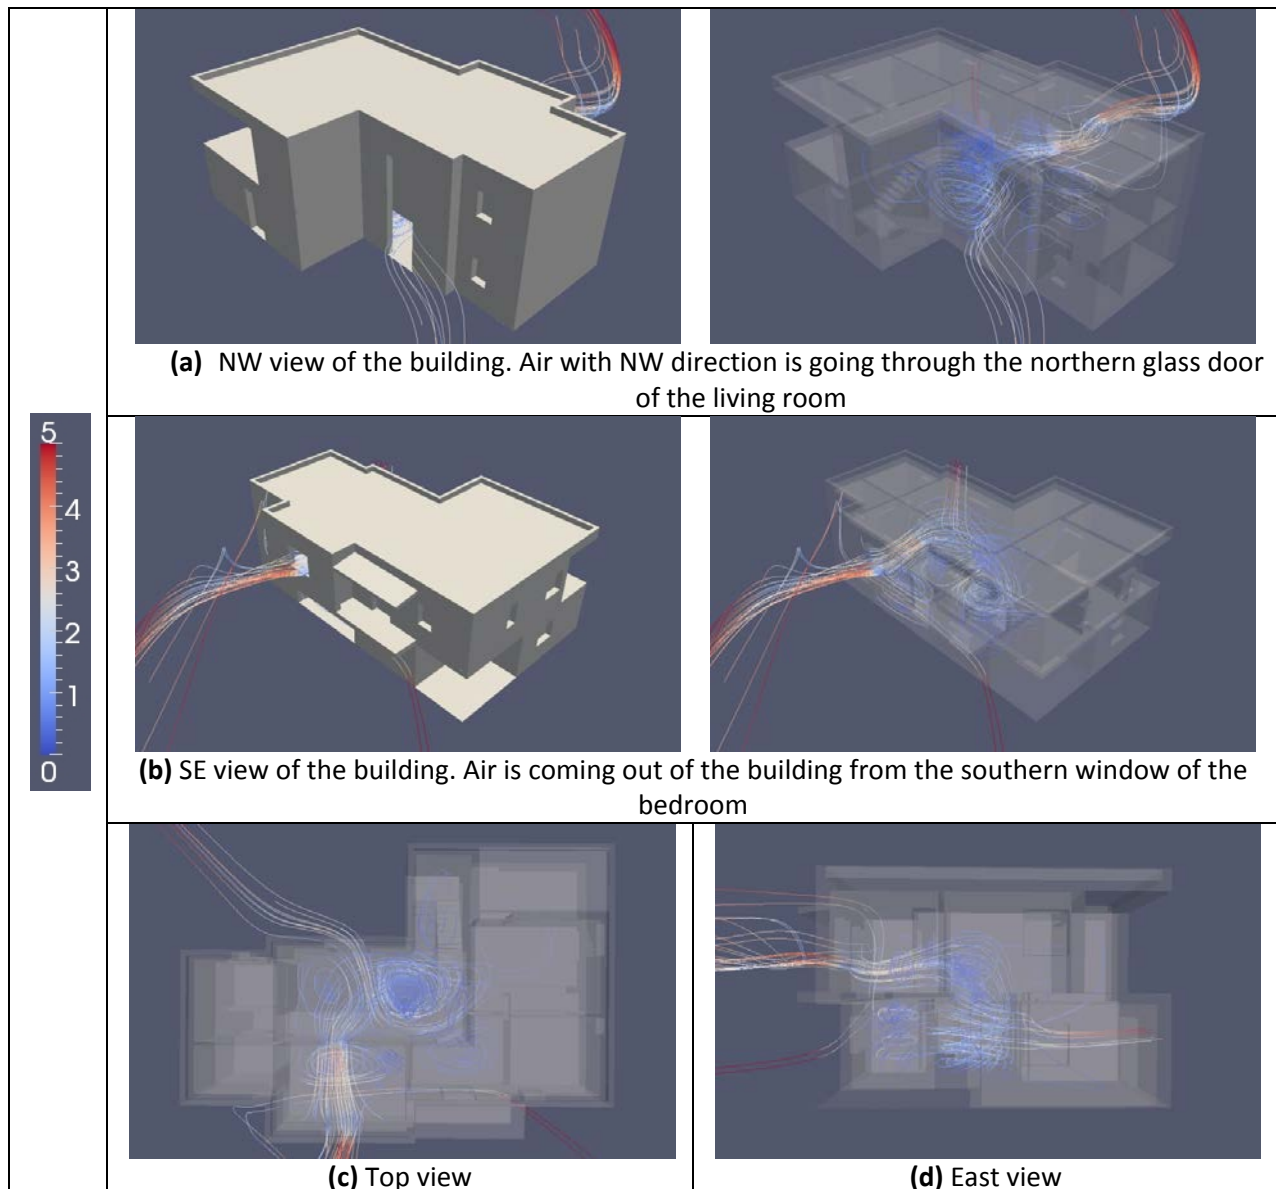 (a) NW view of the building. Air with NW direction is going through the northern glass door
of the living room
5
4
3
2
1
0
(b) SE view of the building. Air is coming out of the building from the southern window of the
bedroom
(c) Top view
(d) East view